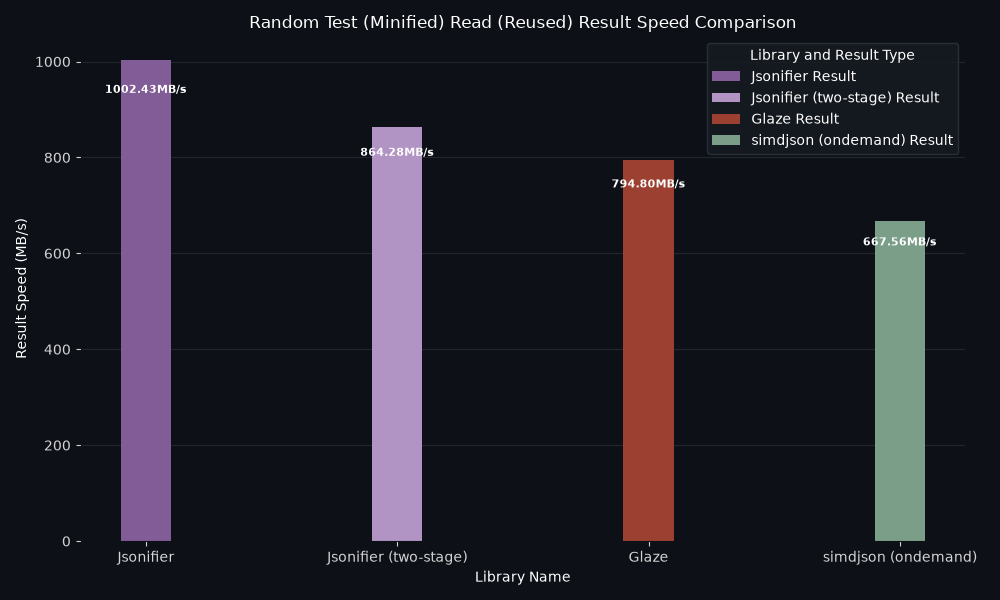 Random Test (Minified) Read (Reused) Result Speed Comparison
Library and Result Type
Jsonifier Result
Jsonifier (two-stage) Result
Glaze Result
simdjson (ondemand) Result
Result Speed (MB/s)
1000
800
600
400
200
0
1002.43MB/s
864.28MB/s
794.80MB/s
667.56MB/s
Jsonifier
Jsonifier (two-stage)
Glaze
simdjson (ondemand)
Library Name